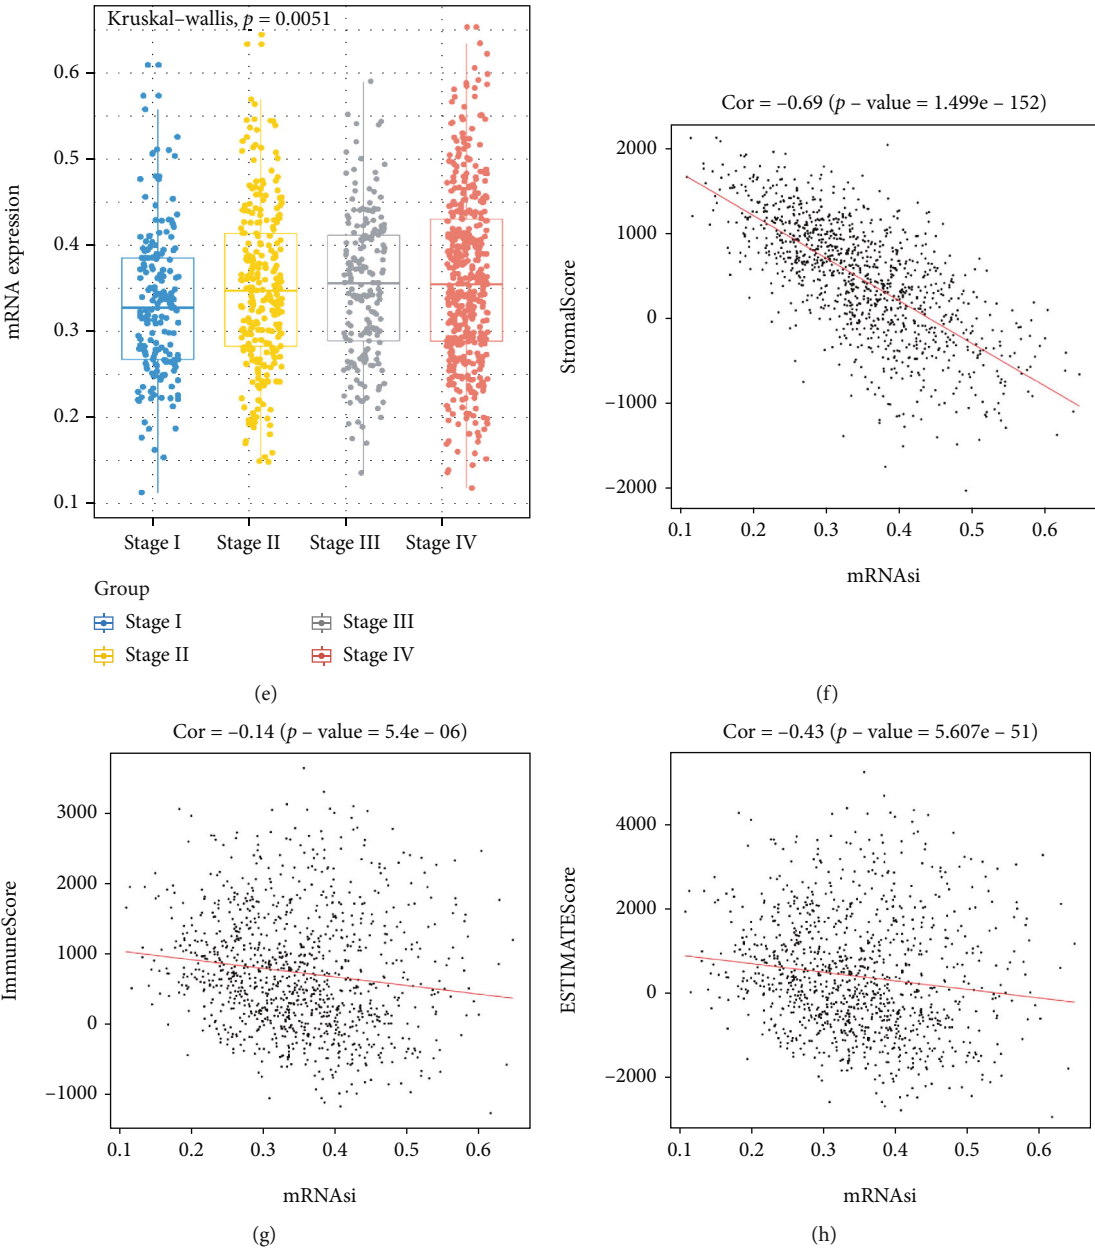 Kruskal–wallis, p = 0.0051
mRNA expression
0.6
0.5
0.4
0.3
0.2
0.1
Stage I Stage II Stage III Stage IV
Group
Stage I Stage III
Stage II Stage IV
(e)
Cor = –0.69 (p – value = 1.499e – 152)
StromalScore
2000
1000
0
–1000
–2000
0.1 0.2 0.3 0.4 0.5 0.6
mRNAsi
(f)
Cor = –0.14 (p – value = 5.4e – 06)
ImmuneScore
3000
2000
1000
0
–1000
0.1 0.2 0.3 0.4 0.5 0.6
mRNAsi
(g)
Cor = –0.43 (p – value = 5.607e – 51)
ESTIMATEScore
4000
2000
0
–2000
0.1 0.2 0.3 0.4 0.5 0.6
mRNAsi
(h)